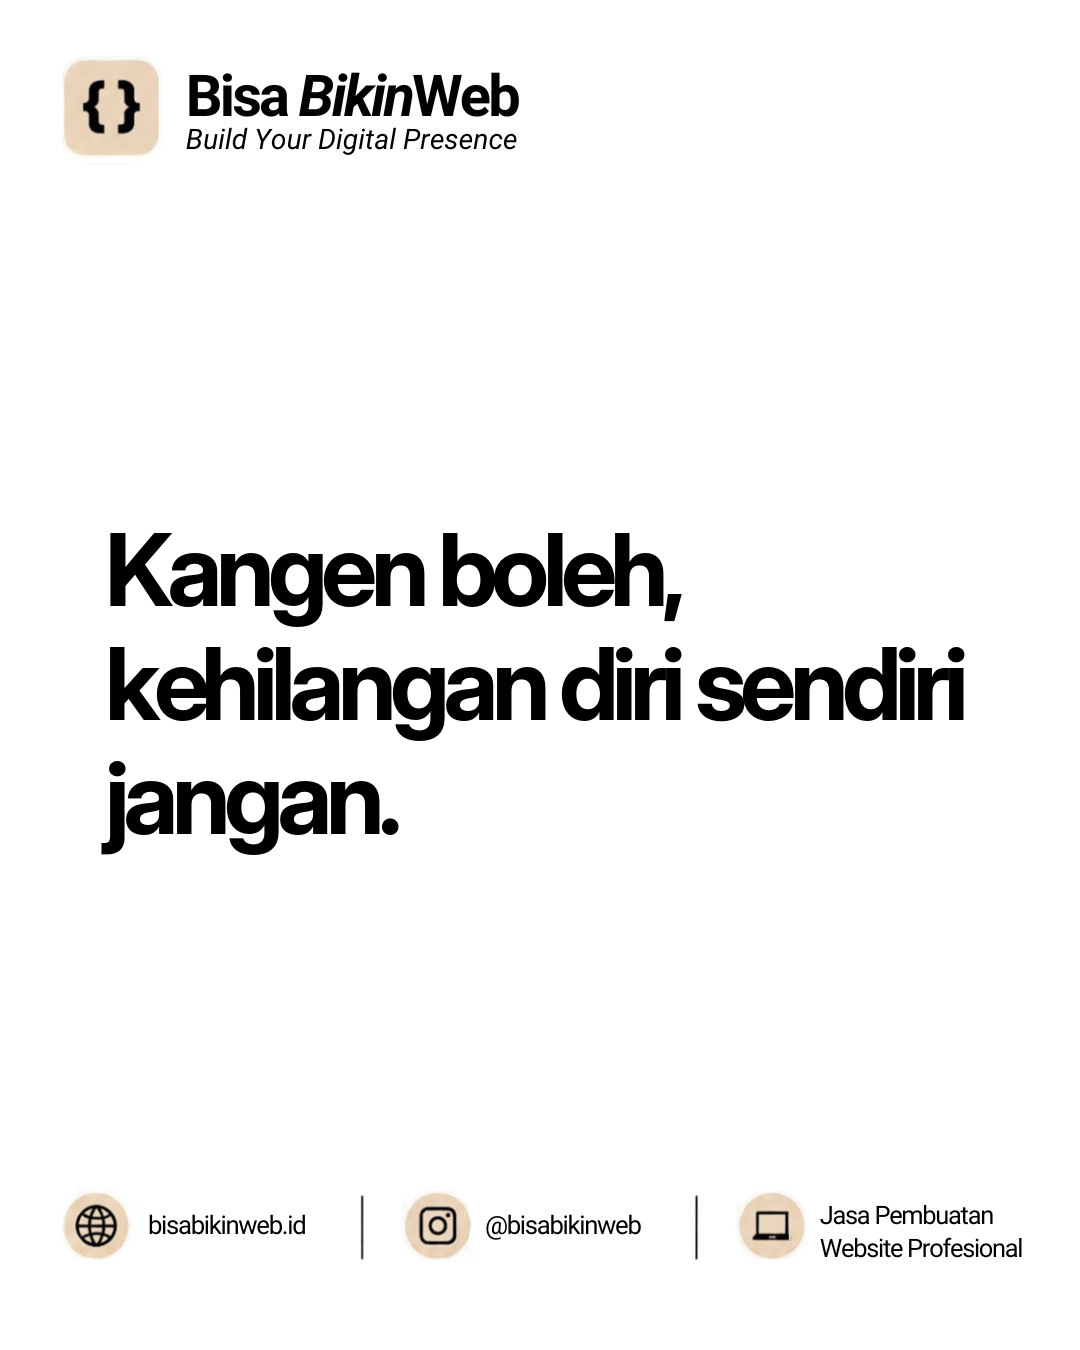 { }
Bisa BikinWeb
Build Your Digital Presence
Kangen boleh,
kehilangan diri sendiri
jangan.
bisabikinweb.id
@bisabikinweb
Jasa Pembuatan
Website Profesional